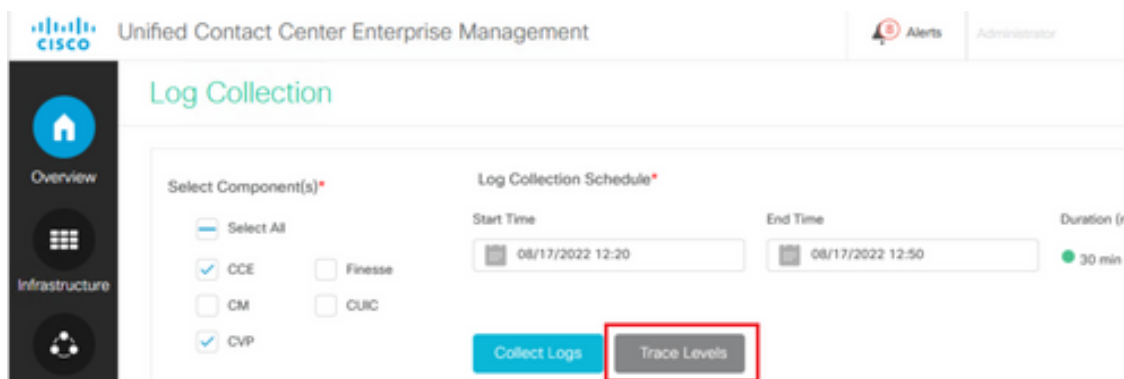 CISCO
Unified Contact Center Enterprise Management
8
Alerts
Administrator
Log Collection
Overview
Infrastructure
Select Component(s)*
Select All
CCE
Finesse
CM
CUIC
CVP
Log Collection Schedule*
Start Time
End Time
Duration
08/17/2022 12:20
08/17/2022 12:50
30 min
Collect Logs
Trace Levels